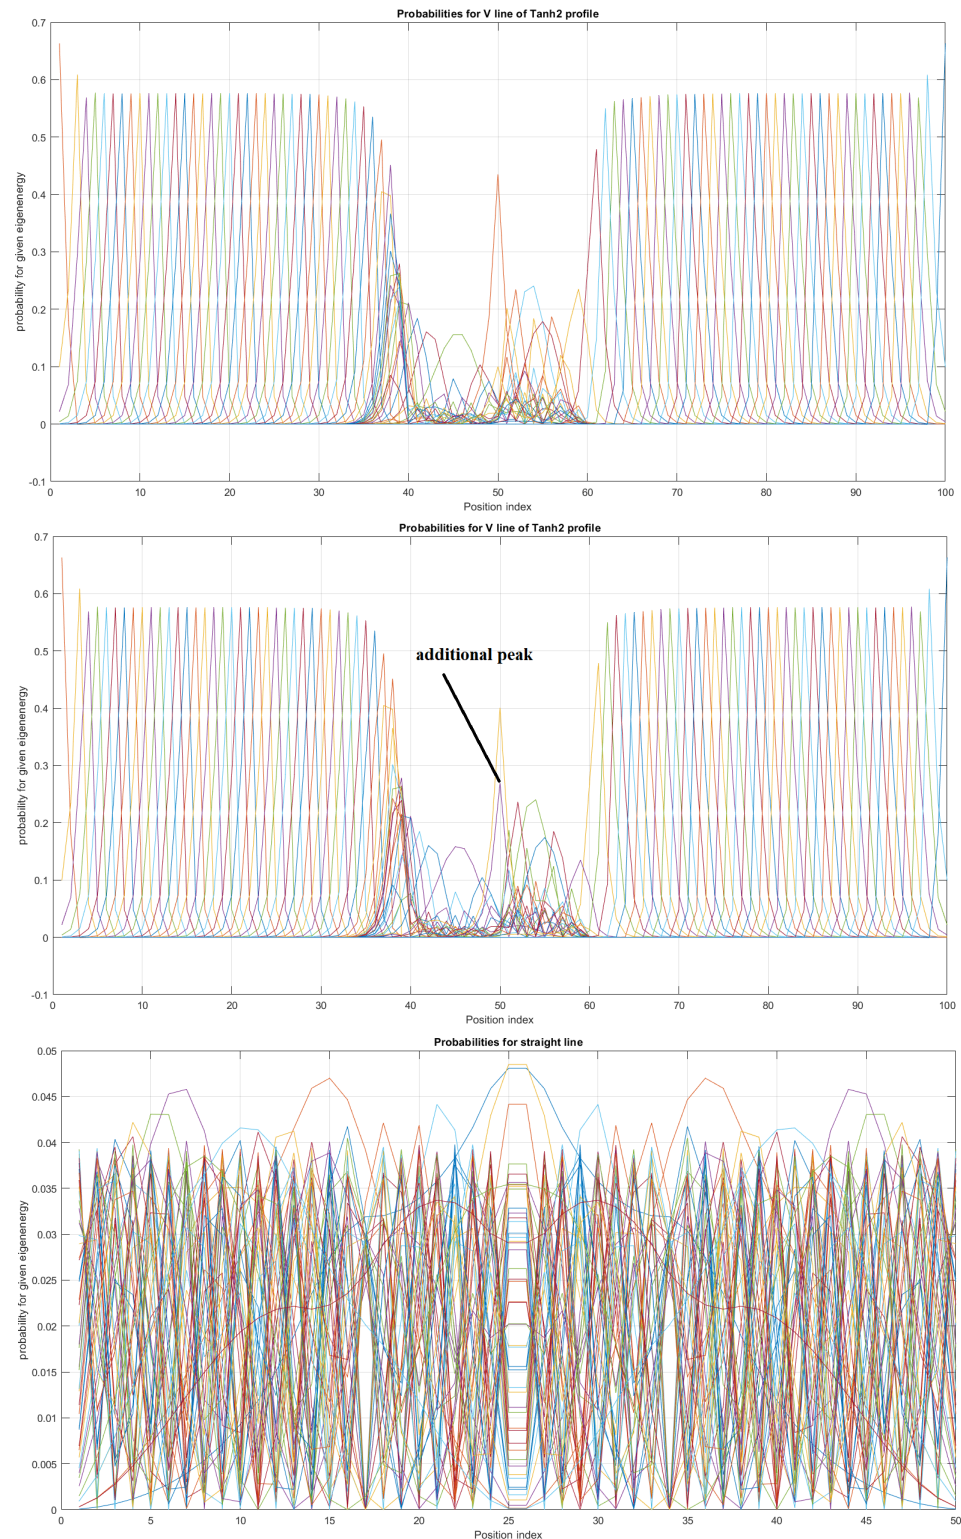 Probabilities for V line of Tanh2 profile
0.7
0.6
0.5
0.4
0.3
0.2
0.1
0
-0.1
probability for given eigenenergy
0 10 20 30 40 50 60 70 80 90 100
Position index
Probabilities for V line of Tanh2 profile
0.7
0.6
0.5
0.4
0.3
0.2
0.1
0
-0.1
probability for given eigenenergy
additional peak
0 10 20 30 40 50 60 70 80 90 100
Position index
Probabilities for straight line
0.05
0.045
0.04
0.035
0.03
0.025
0.02
0.015
0.01
0.005
0
probability for given eigenenergy
0 5 10 15 20 25 30 35 40 45 50
Position index